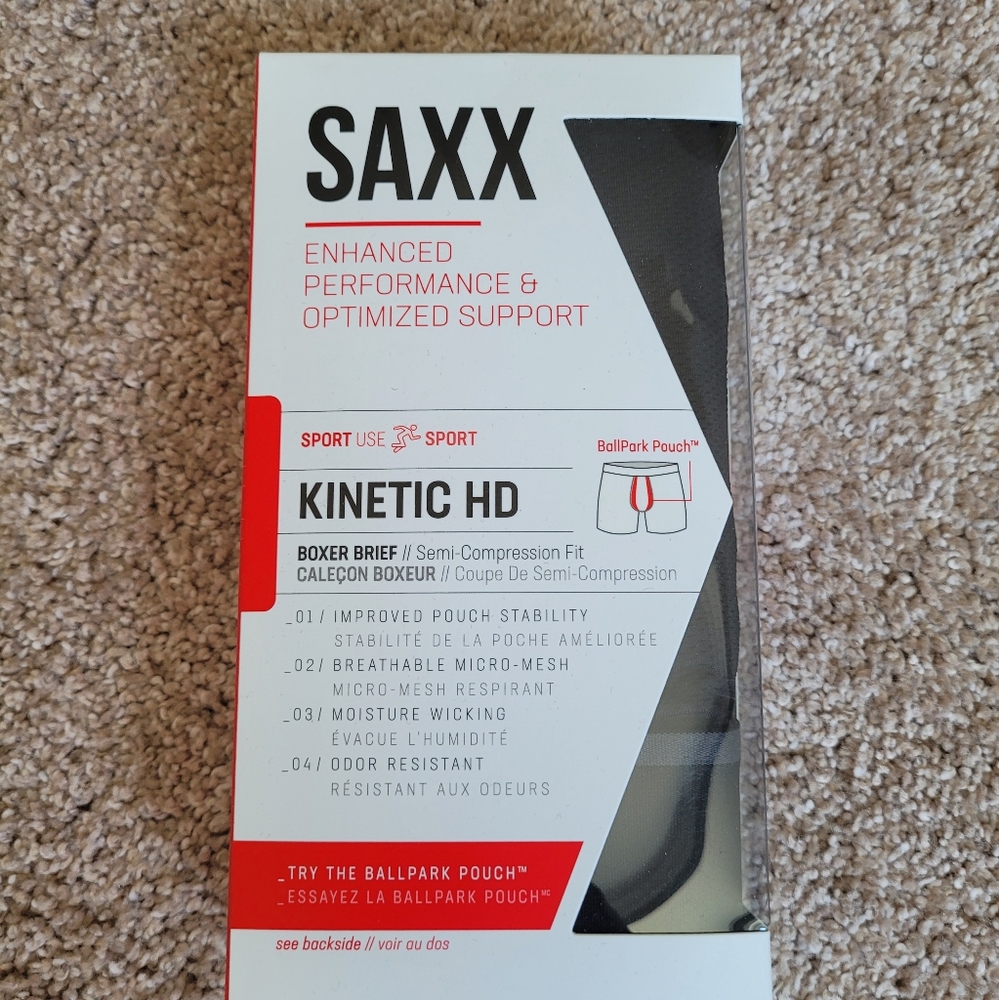 SAXX
ENHANCED
PERFORMANCE &
OPTIMIZED SUPPORT
SPORT USE SPORT
BallPark Pouch™
KINETIC HD
BOXER BRIEF // Semi-Compression Fit
CALEÇON BOXEUR // Coupe De Semi-Compression
_01/ IMPROVED POUCH STABILITY
STABILITÉ DE LA POCHE AMÉLIORÉE
_02/ BREATHABLE MICRO-MESH
MICRO-MESH RESPIRANT
_03/ MOISTURE WICKING
ÉVACUE L'HUMIDITÉ
_04/ ODOR RESISTANT
RÉSISTANT AUX ODEURS
_TRY THE BALLPARK POUCH™
_ESSAYEZ LA BALLPARK POUCHᴹᶜ
see backside // voir au dos